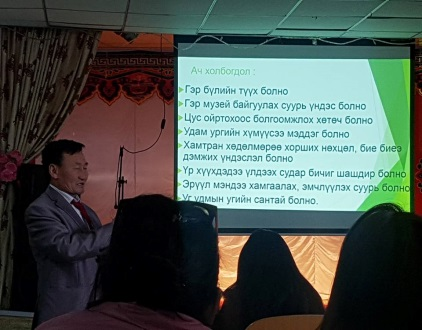 Ач холбогдол :
Гэр бүлийн түүх болно
Гэр музей байгуулах суурь үндэс болно
Цус ойртохоос болгоомжлох хөтөч болно
Удам ургийн хүмүүсээ мэддэг болно
Хамтран хөдөлмөрөө хорших нөхцөл, бие биеэ
дэмжих үндэслэл болно
Үр хүүхдэдээ үлдээх судар бичиг шашдир болно
Эрүүл мэндээ хамгаалах, эмчлүүлэх суурь болно
Уг удмын угийн сантай болно.